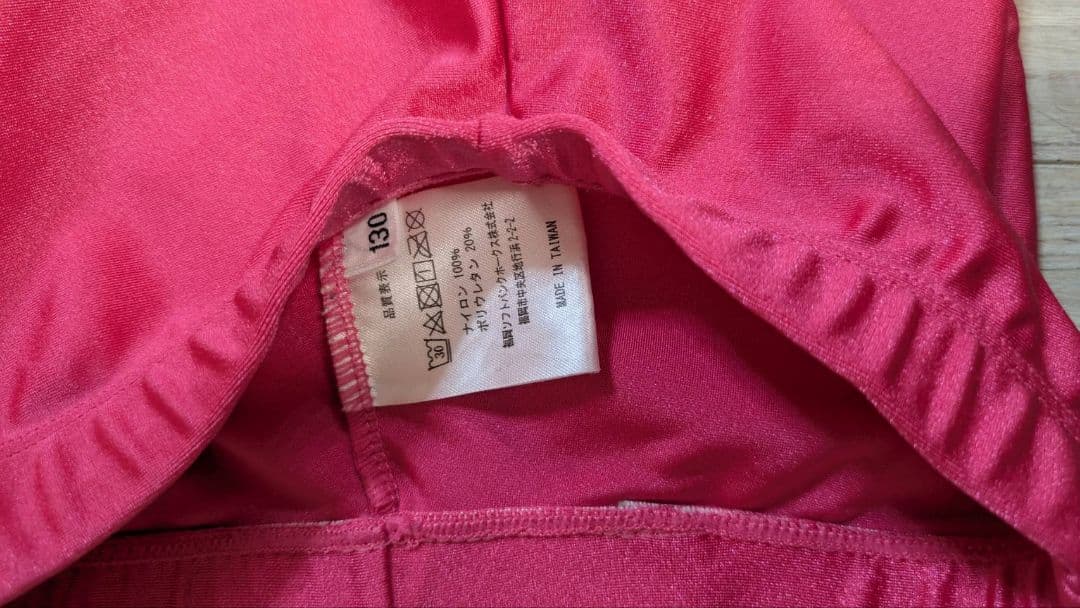 130
品質表示
30
ナイロン 100%
ポリウレタン 20%
福岡ソフトバンクホークス株式会社
福岡市中央区地行浜2-2-2
MADE IN TAIWAN